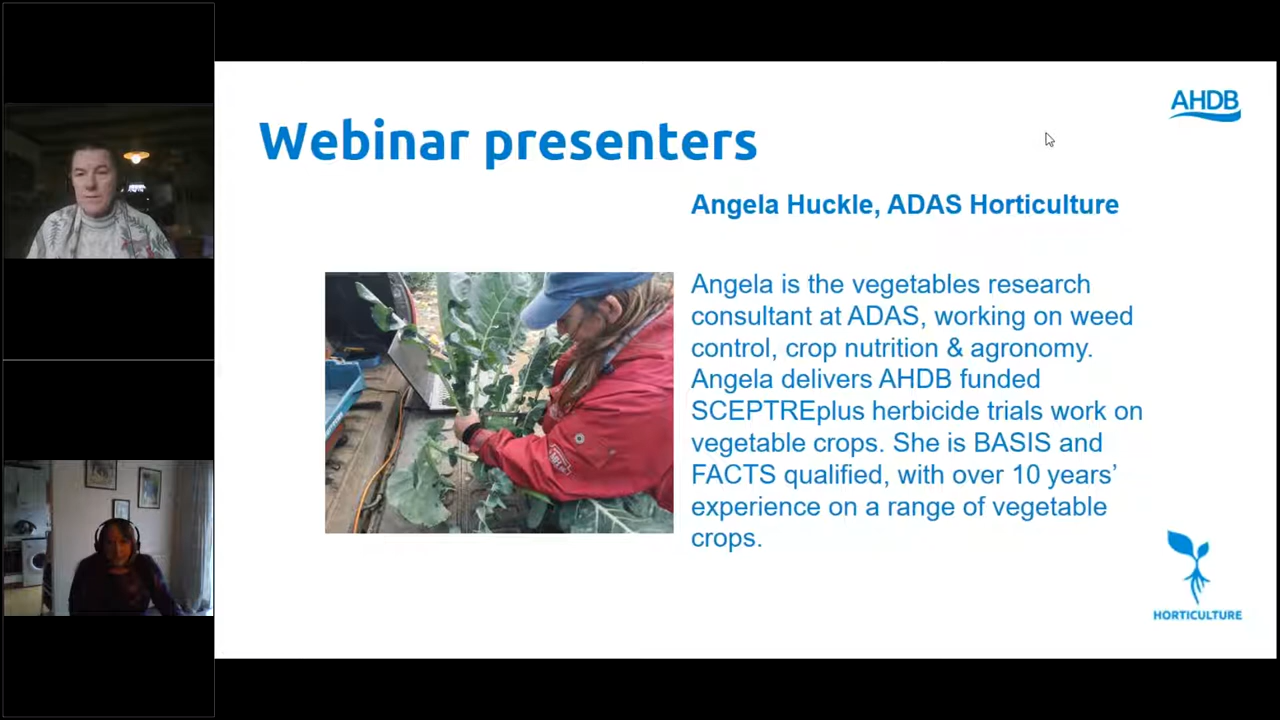 AHDB
Webinar presenters
Angela Huckle, ADAS Horticulture
Angela is the vegetables research
consultant at ADAS, working on weed
control, crop nutrition & agronomy.
Angela delivers AHDB funded
SCEPTREplus herbicide trials work on
vegetable crops. She is BASIS and
FACTS qualified, with over 10 years’
experience on a range of vegetable
crops.
HORTICULTURE